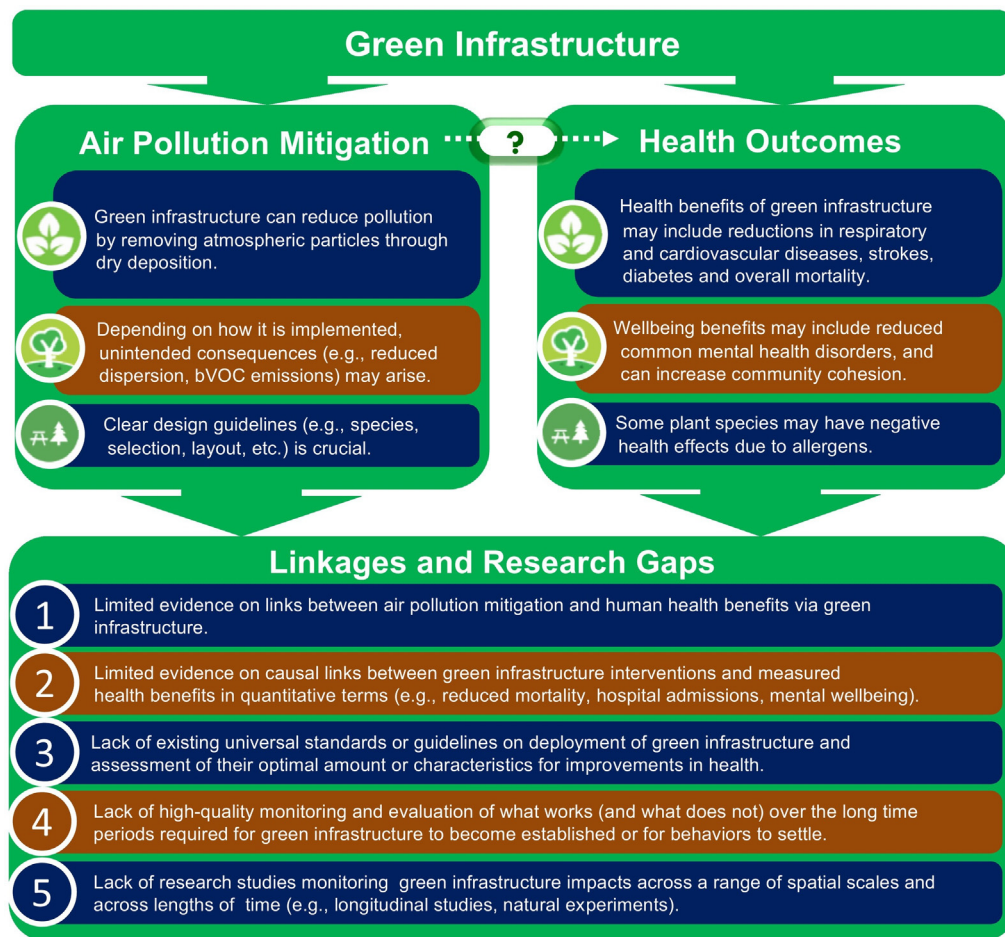 Green Infrastructure
Air Pollution Mitigation
?
Health Outcomes
Green infrastructure can reduce pollution
by removing atmospheric particles through
dry deposition.
Depending on how it is implemented,
unintended consequences (e.g., reduced
dispersion, bVOC emissions) may arise.
Clear design guidelines (e.g., species,
selection, layout, etc.) is crucial.
Health benefits of green infrastructure
may include reductions in respiratory
and cardiovascular diseases, strokes,
diabetes and overall mortality.
Wellbeing benefits may include reduced
common mental health disorders, and
can increase community cohesion.
Some plant species may have negative
health effects due to allergens.
Linkages and Research Gaps
1
Limited evidence on links between air pollution mitigation and human health benefits via green
infrastructure.
2
Limited evidence on causal links between green infrastructure interventions and measured
health benefits in quantitative terms (e.g., reduced mortality, hospital admissions, mental wellbeing).
3
Lack of existing universal standards or guidelines on deployment of green infrastructure and
assessment of their optimal amount or characteristics for improvements in health.
4
Lack of high-quality monitoring and evaluation of what works (and what does not) over the long time
periods required for green infrastructure to become established or for behaviors to settle.
5
Lack of research studies monitoring green infrastructure impacts across a range of spatial scales and
across lengths of time (e.g., longitudinal studies, natural experiments).